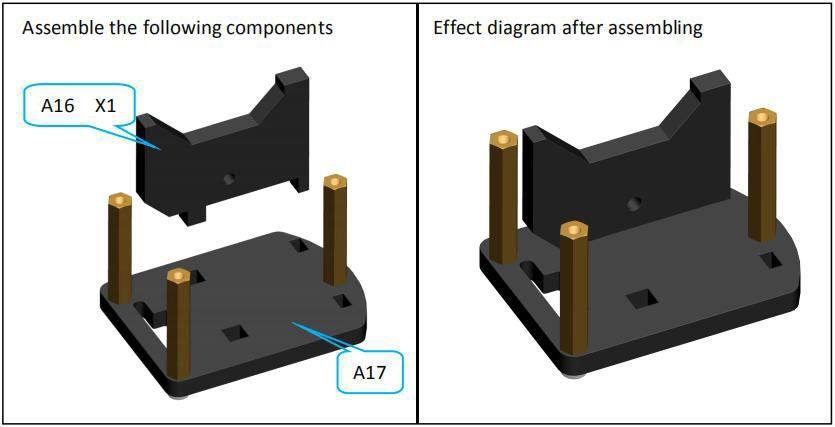 Assemble the following components
Effect diagram after assembling
A16 X1
A17